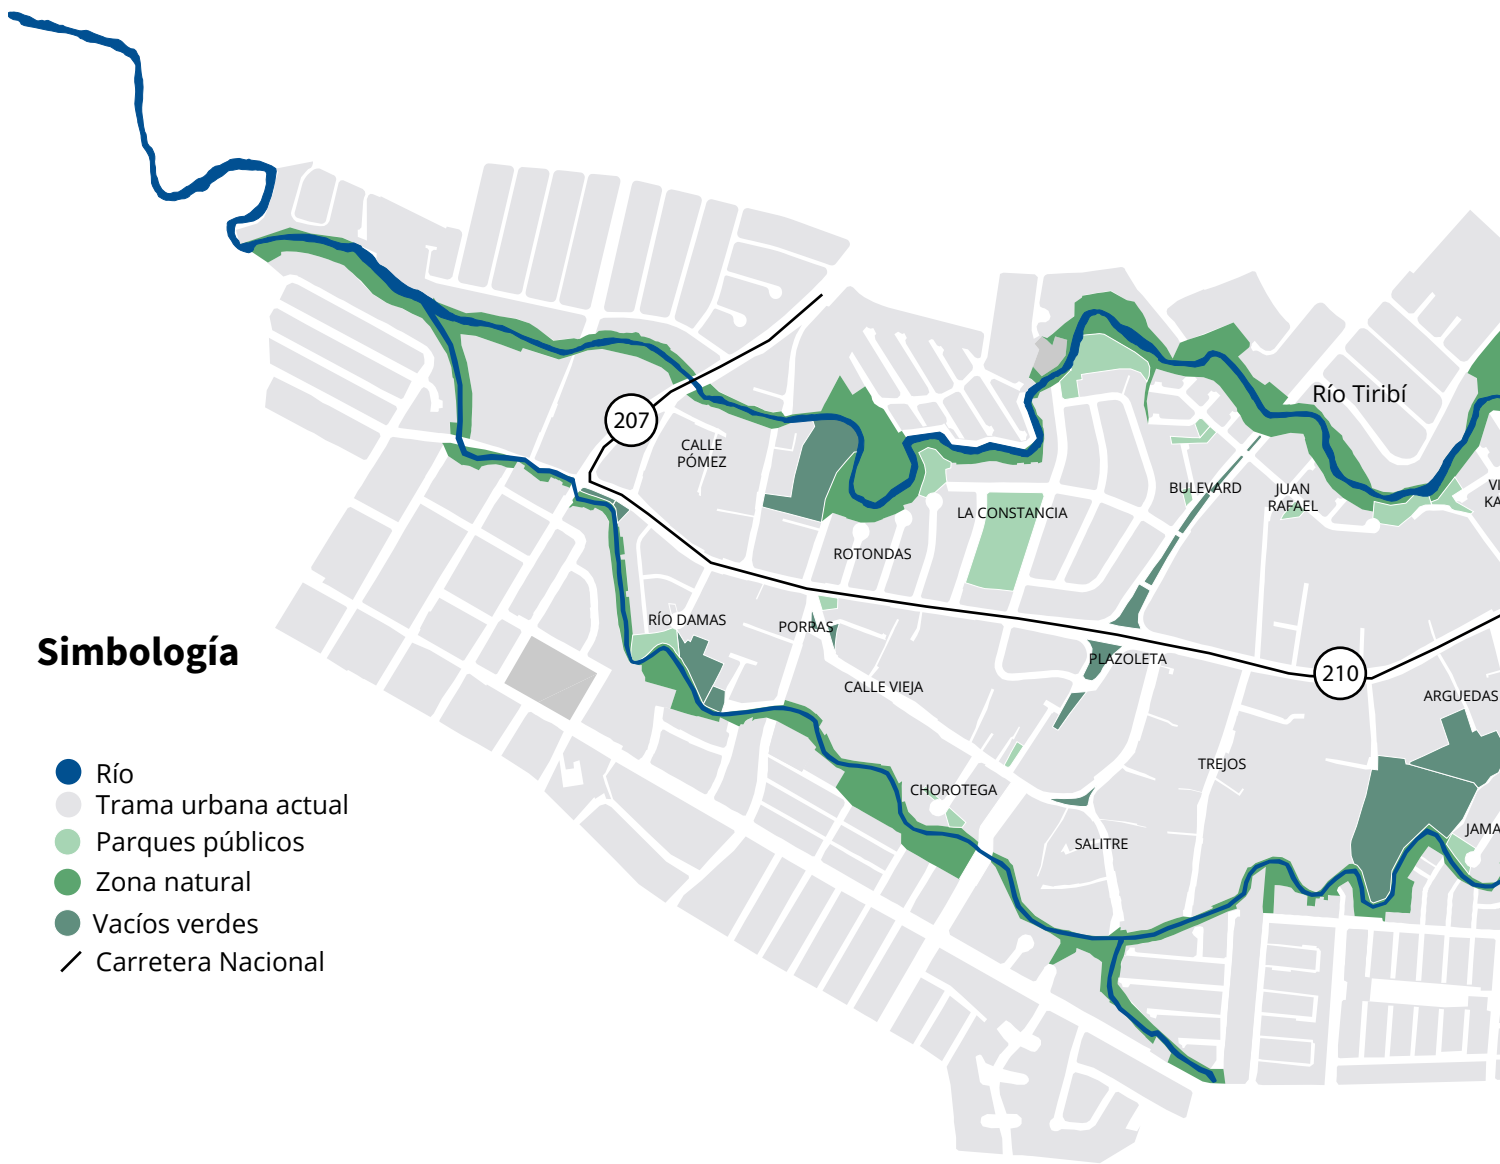 Río Tiribí
207
CALLE
PÓMEZ
BULEVARD
JUAN
RAFAEL
LA CONSTANCIA
ROTONDAS
RÍO DAMAS
PORRAS
PLAZOLETA
210
CALLE VIEJA
ARGUEDAS
TREJOS
CHOROTEGA
SALITRE
Simbología
Río
Trama urbana actual
Parques públicos
Zona natural
Vacíos verdes
Carretera Nacional